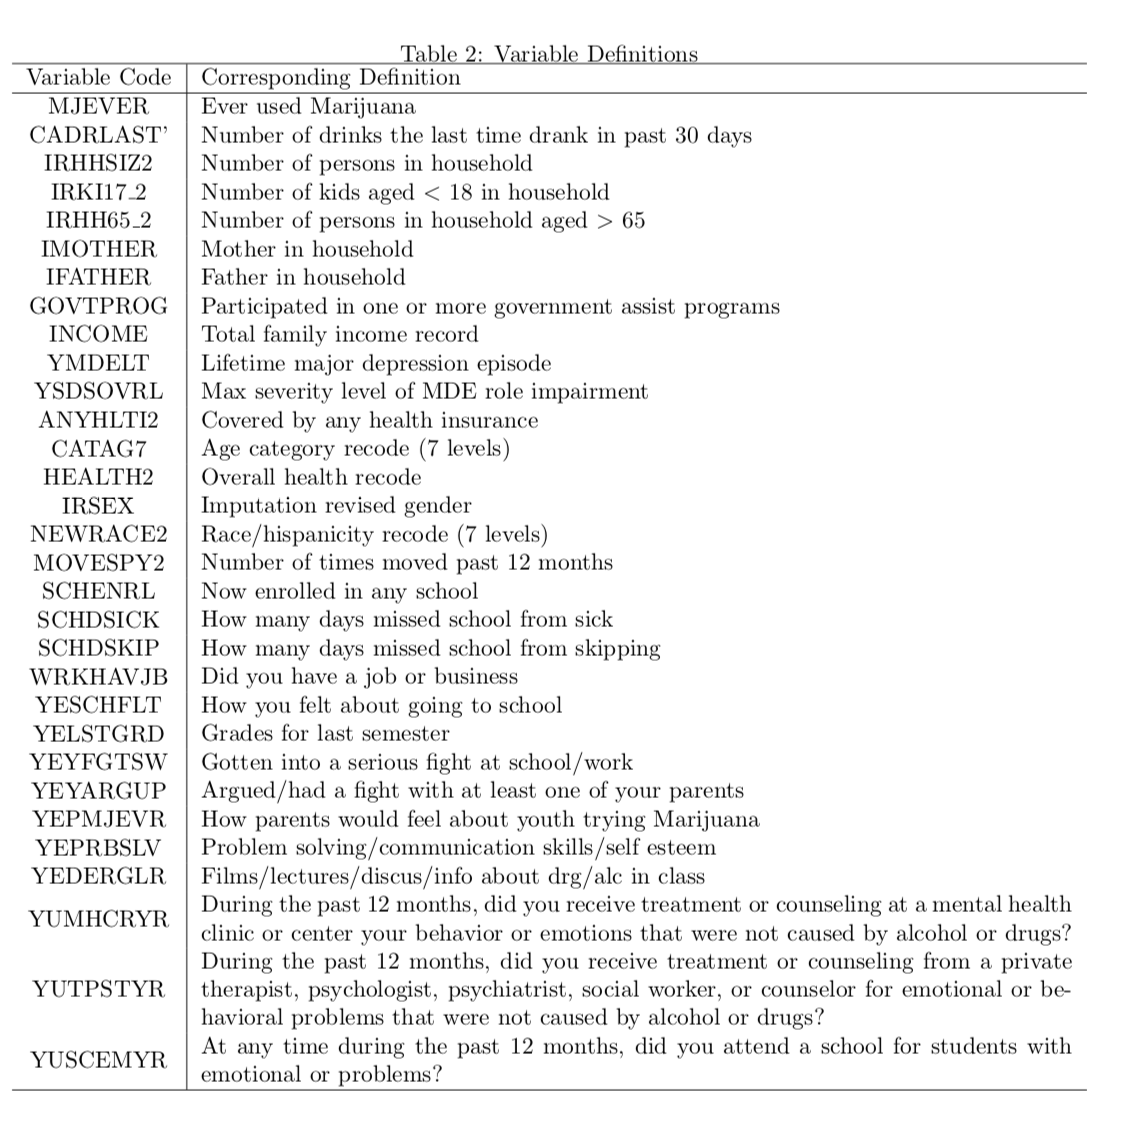 Table 2: Variable Definitions
Variable Code Corresponding Definition
MJEVER Ever used Marijuana
CADRLAST’ Number of drinks the last time drank in past 30 days
IRHHSIZ2 Number of persons in household
IRKI17_2 Number of kids aged < 18 in household
IRHH65_2 Number of persons in household aged > 65
IMOTHER Mother in household
IFATHER Father in household
GOVTPROG Participated in one or more government assist programs
INCOME Total family income record
YMDELT Lifetime major depression episode
YSDSOVRL Max severity level of MDE role impairment
ANYHLTI2 Covered by any health insurance
CATAG7 Age category recode (7 levels)
HEALTH2 Overall health recode
IRSEX Imputation revised gender
NEWRACE2 Race/hispanicity recode (7 levels)
MOVESPY2 Number of times moved past 12 months
SCHENRL Now enrolled in any school
SCHDSICK How many days missed school from sick
SCHDSKIP How many days missed school from skipping
WRKHAVJB Did you have a job or business
YESCHFLT How you felt about going to school
YELSTGRD Grades for last semester
YEYFGTSW Gotten into a serious fight at school/work
YEYARGUP Argued/had a fight with at least one of your parents
YEPMJEVR How parents would feel about youth trying Marijuana
YEPRBSLV Problem solving/communication skills/self esteem
YEDERGLR Films/lectures/discus/info about drg/alc in class
YUMHCRYR During the past 12 months, did you receive treatment or counseling at a mental health
clinic or center your behavior or emotions that were not caused by alcohol or drugs?
During the past 12 months, did you receive treatment or counseling from a private
YUTPSTYR therapist, psychologist, psychiatrist, social worker, or counselor for emotional or be-
havioral problems that were not caused by alcohol or drugs?
YUSCEMYR At any time during the past 12 months, did you attend a school for students with
emotional or problems?